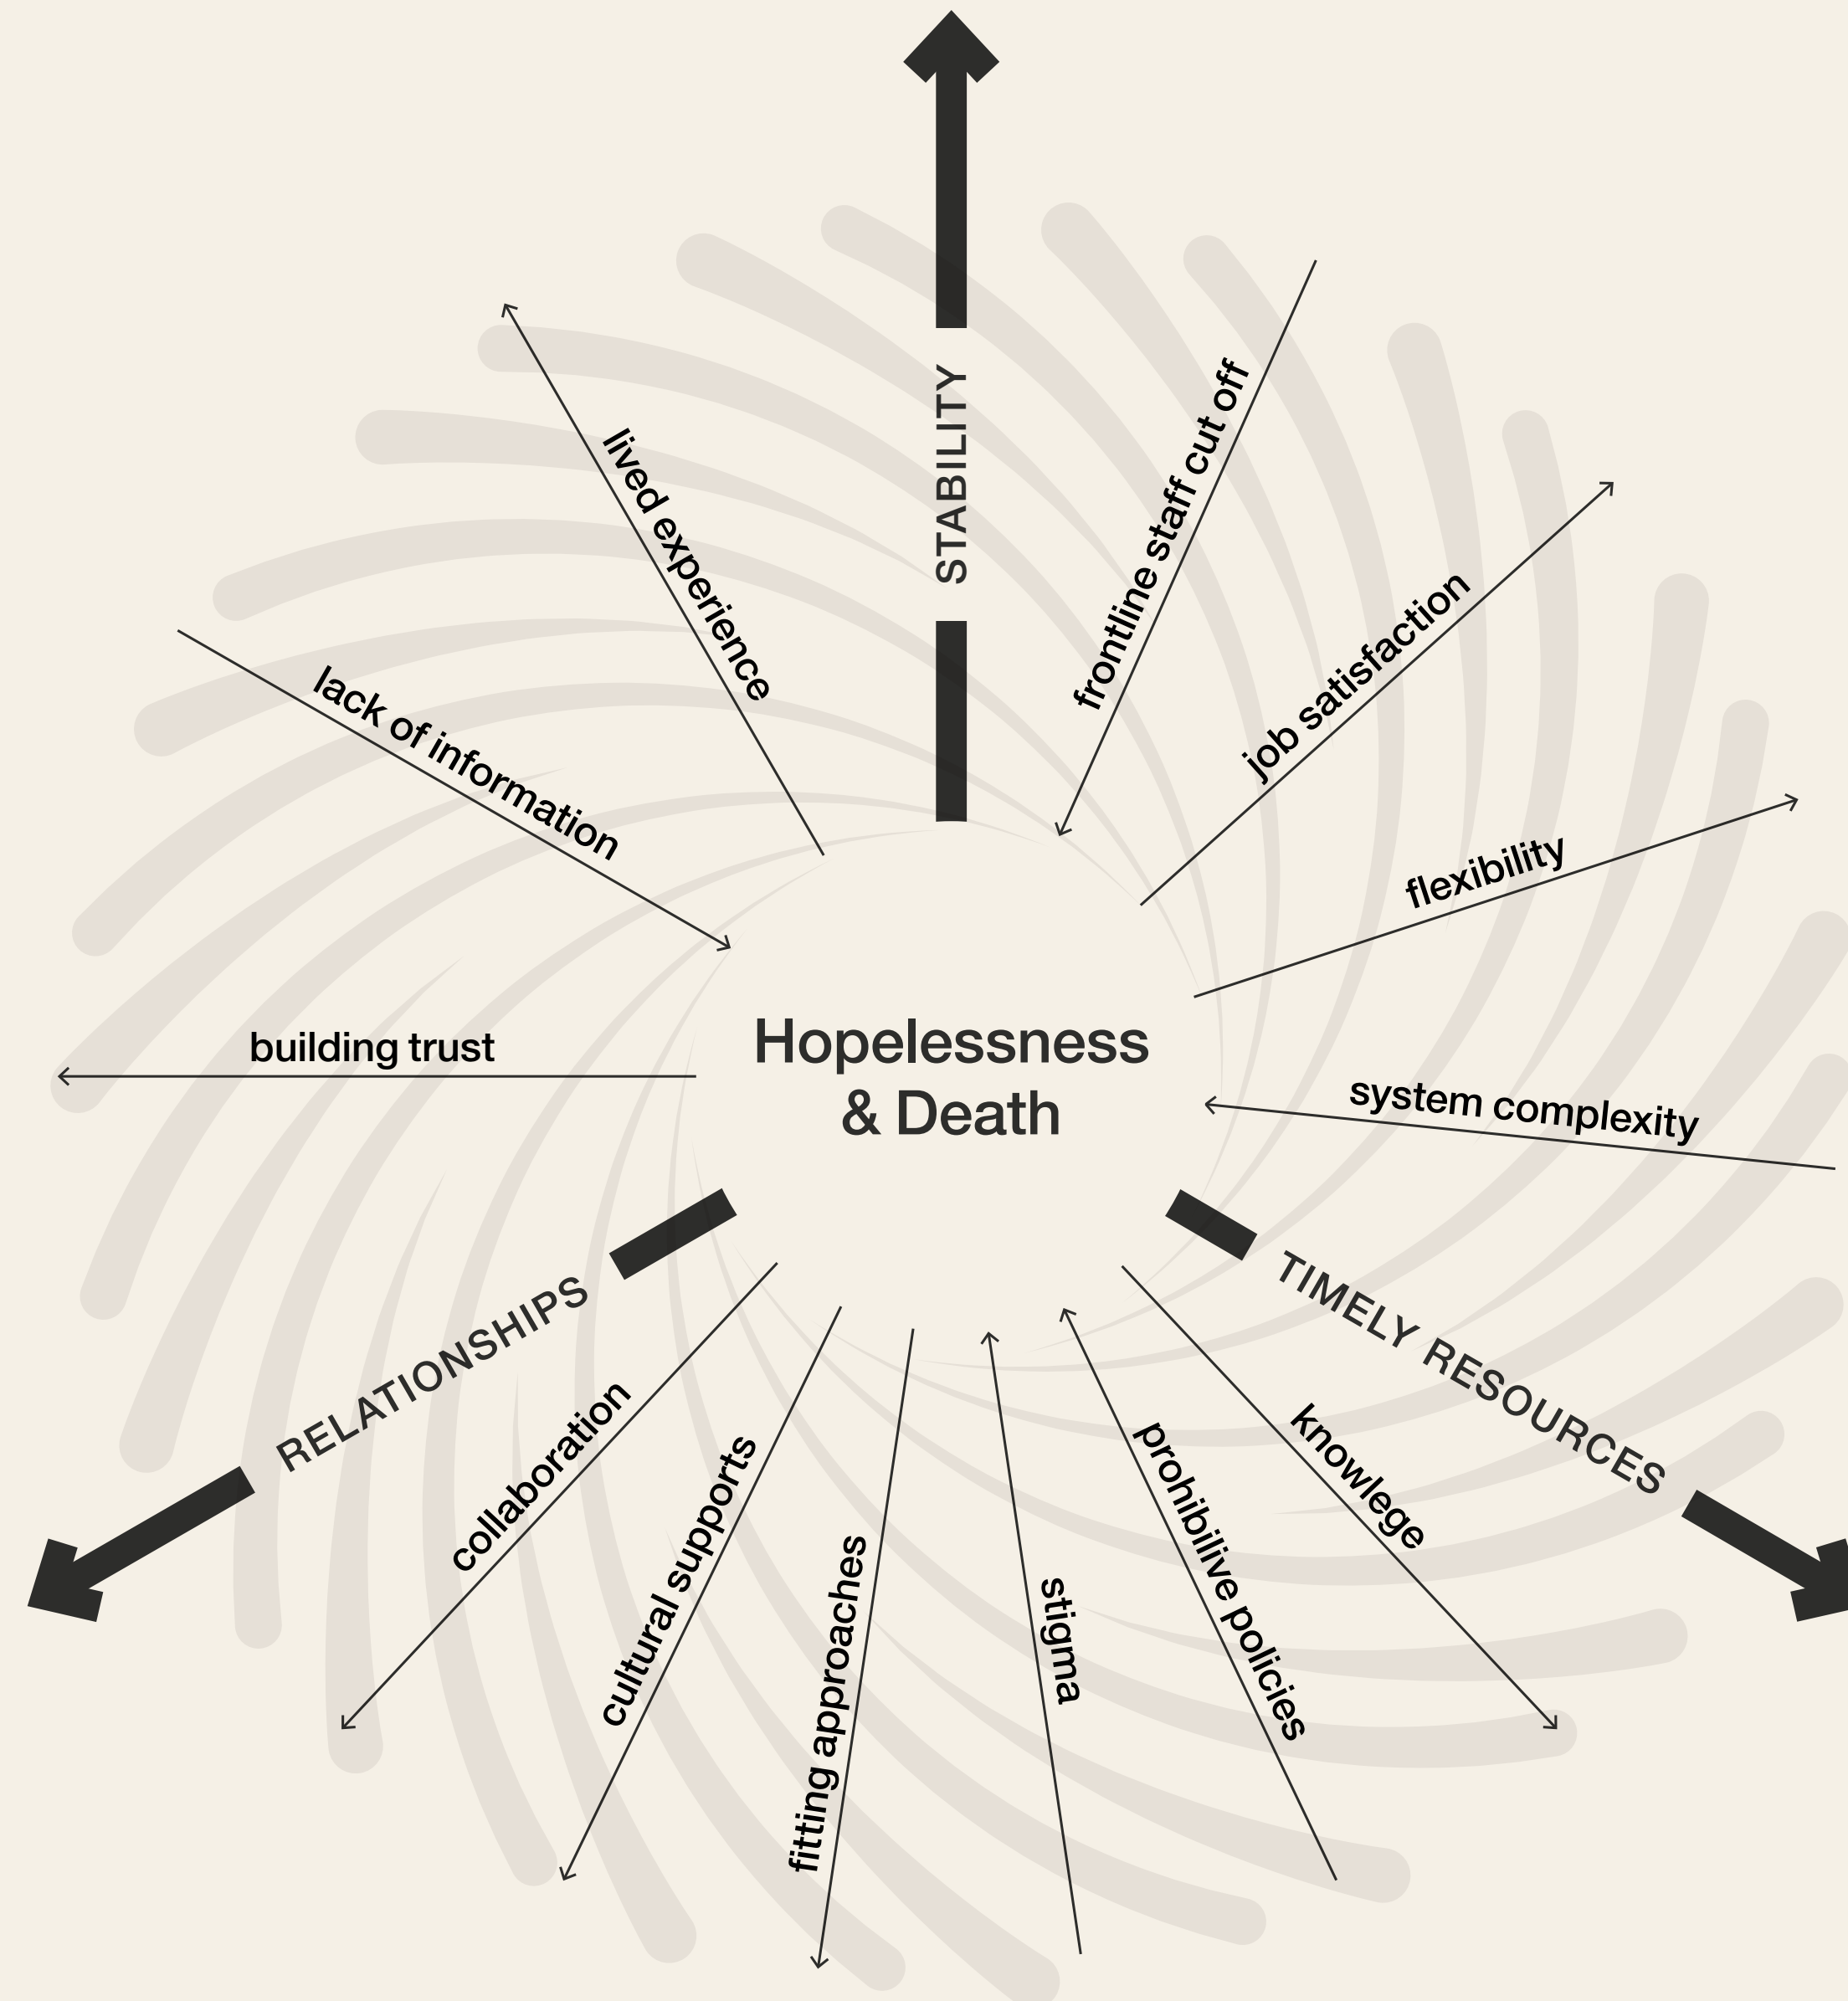 STABILITY
frontline staff cut off
lived experience
job satisfaction
lack of information
flexibility
building trust
Hopelessness
& Death
system complexity
RELATIONSHIPS
TIMELY RESOURCES
collaboration
cultural supports
fitting approaches
stigma
prohibilive policies
knowlege